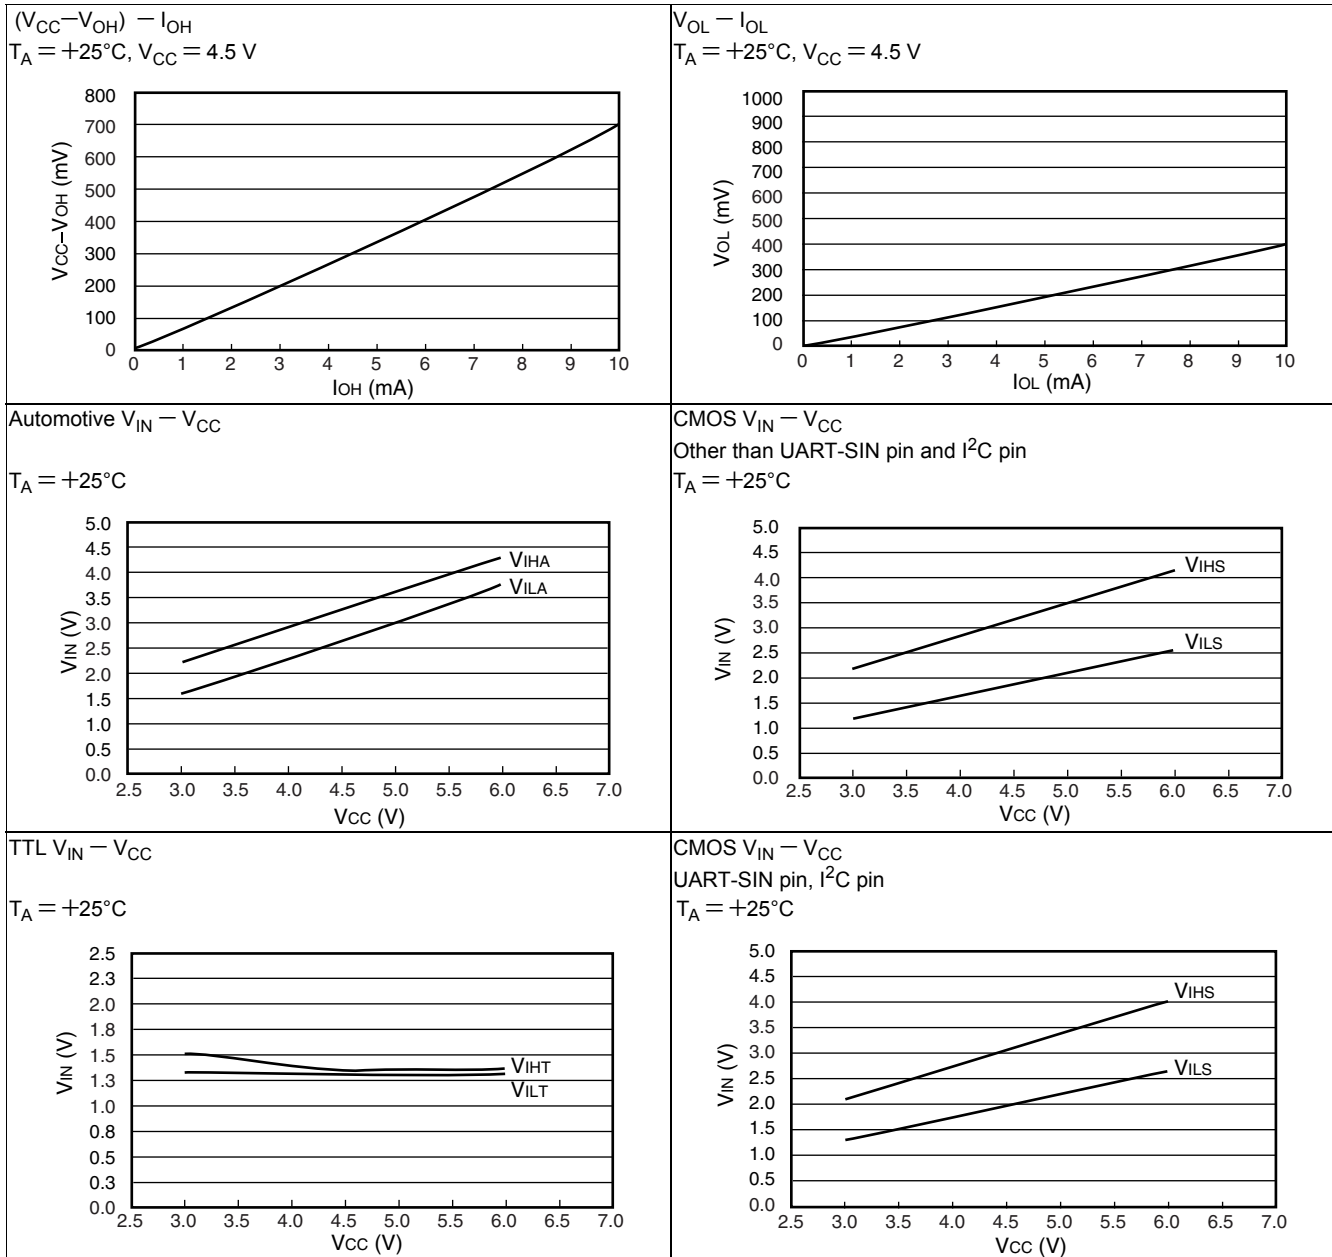 (VCC−VOH) − IOH
TA = +25°C, VCC = 4.5 V
800
700
600
500
400
300
200
100
0
VCC−VOH (mV)
0 1 2 3 4 5 6 7 8 9 10
IOH (mA)
VOL − IOL
TA = +25°C, VCC = 4.5 V
1000
900
800
700
600
500
400
300
200
100
0
VOL (mV)
0 1 2 3 4 5 6 7 8 9 10
IOL (mA)
Automotive VIN − VCC
TA = +25°C
5.0
4.5
4.0
3.5
3.0
2.5
2.0
1.5
1.0
0.5
0.0
VIN (V)
VIHA
VILA
2.5 3.0 3.5 4.0 4.5 5.0 5.5 6.0 6.5 7.0
VCC (V)
CMOS VIN − VCC
Other than UART-SIN pin and I²C pin
TA = +25°C
5.0
4.5
4.0
3.5
3.0
2.5
2.0
1.5
1.0
0.5
0.0
VIN (V)
VIHS
VILS
2.5 3.0 3.5 4.0 4.5 5.0 5.5 6.0 6.5 7.0
VCC (V)
TTL VIN − VCC
TA = +25°C
2.5
2.3
2.0
1.8
1.5
1.3
1.0
0.8
0.5
0.3
0.0
VIN (V)
VIHT
VILT
2.5 3.0 3.5 4.0 4.5 5.0 5.5 6.0 6.5 7.0
VCC (V)
CMOS VIN − VCC
UART-SIN pin, I²C pin
TA = +25°C
5.0
4.5
4.0
3.5
3.0
2.5
2.0
1.5
1.0
0.5
0.0
VIN (V)
VIHS
VILS
2.5 3.0 3.5 4.0 4.5 5.0 5.5 6.0 6.5 7.0
VCC (V)